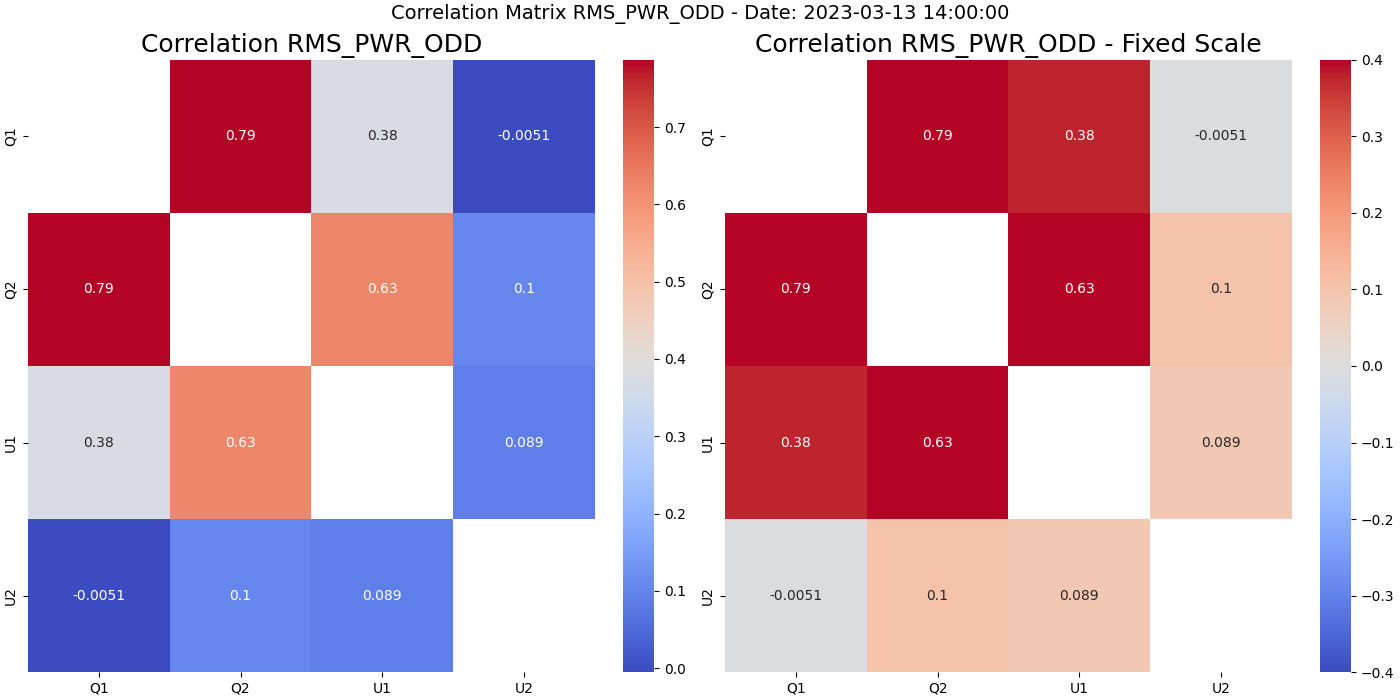 Correlation Matrix RMS_PWR_ODD - Date: 2023-03-13 14:00:00
Correlation RMS_PWR_ODD
Q1
0.79
0.38
-0.0051
Q2
0.79
0.63
0.1
U1
0.38
0.63
0.089
U2
-0.0051
0.1
0.089
Q1
Q2
U1
U2
0.7
0.6
0.5
0.4
0.3
0.2
0.1
0.0
Correlation RMS_PWR_ODD - Fixed Scale
Q1
0.79
0.38
-0.0051
Q2
0.79
0.63
0.1
U1
0.38
0.63
0.089
U2
-0.0051
0.1
0.089
Q1
Q2
U1
U2
0.4
0.3
0.2
0.1
0.0
−0.1
−0.2
−0.3
−0.4